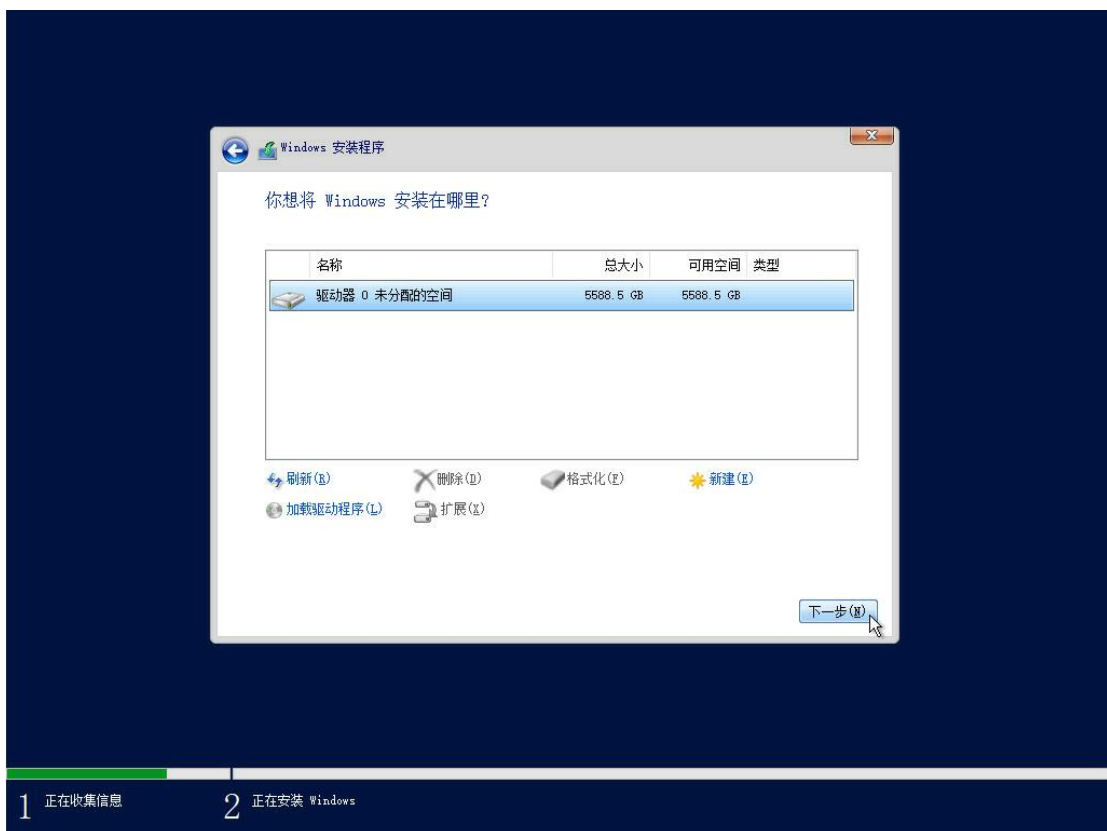 Windows 安装程序
你想将 Windows 安装在哪里?
名称 总大小 可用空间 类型
驱动器 0 未分配的空间 5588.5 GB 5588.5 GB
刷新(R) 删除(D) 格式化(F) 新建(E)
加载驱动程序(L) 扩展(X)
下一步(N)
1 正在收集信息 2 正在安装 Windows